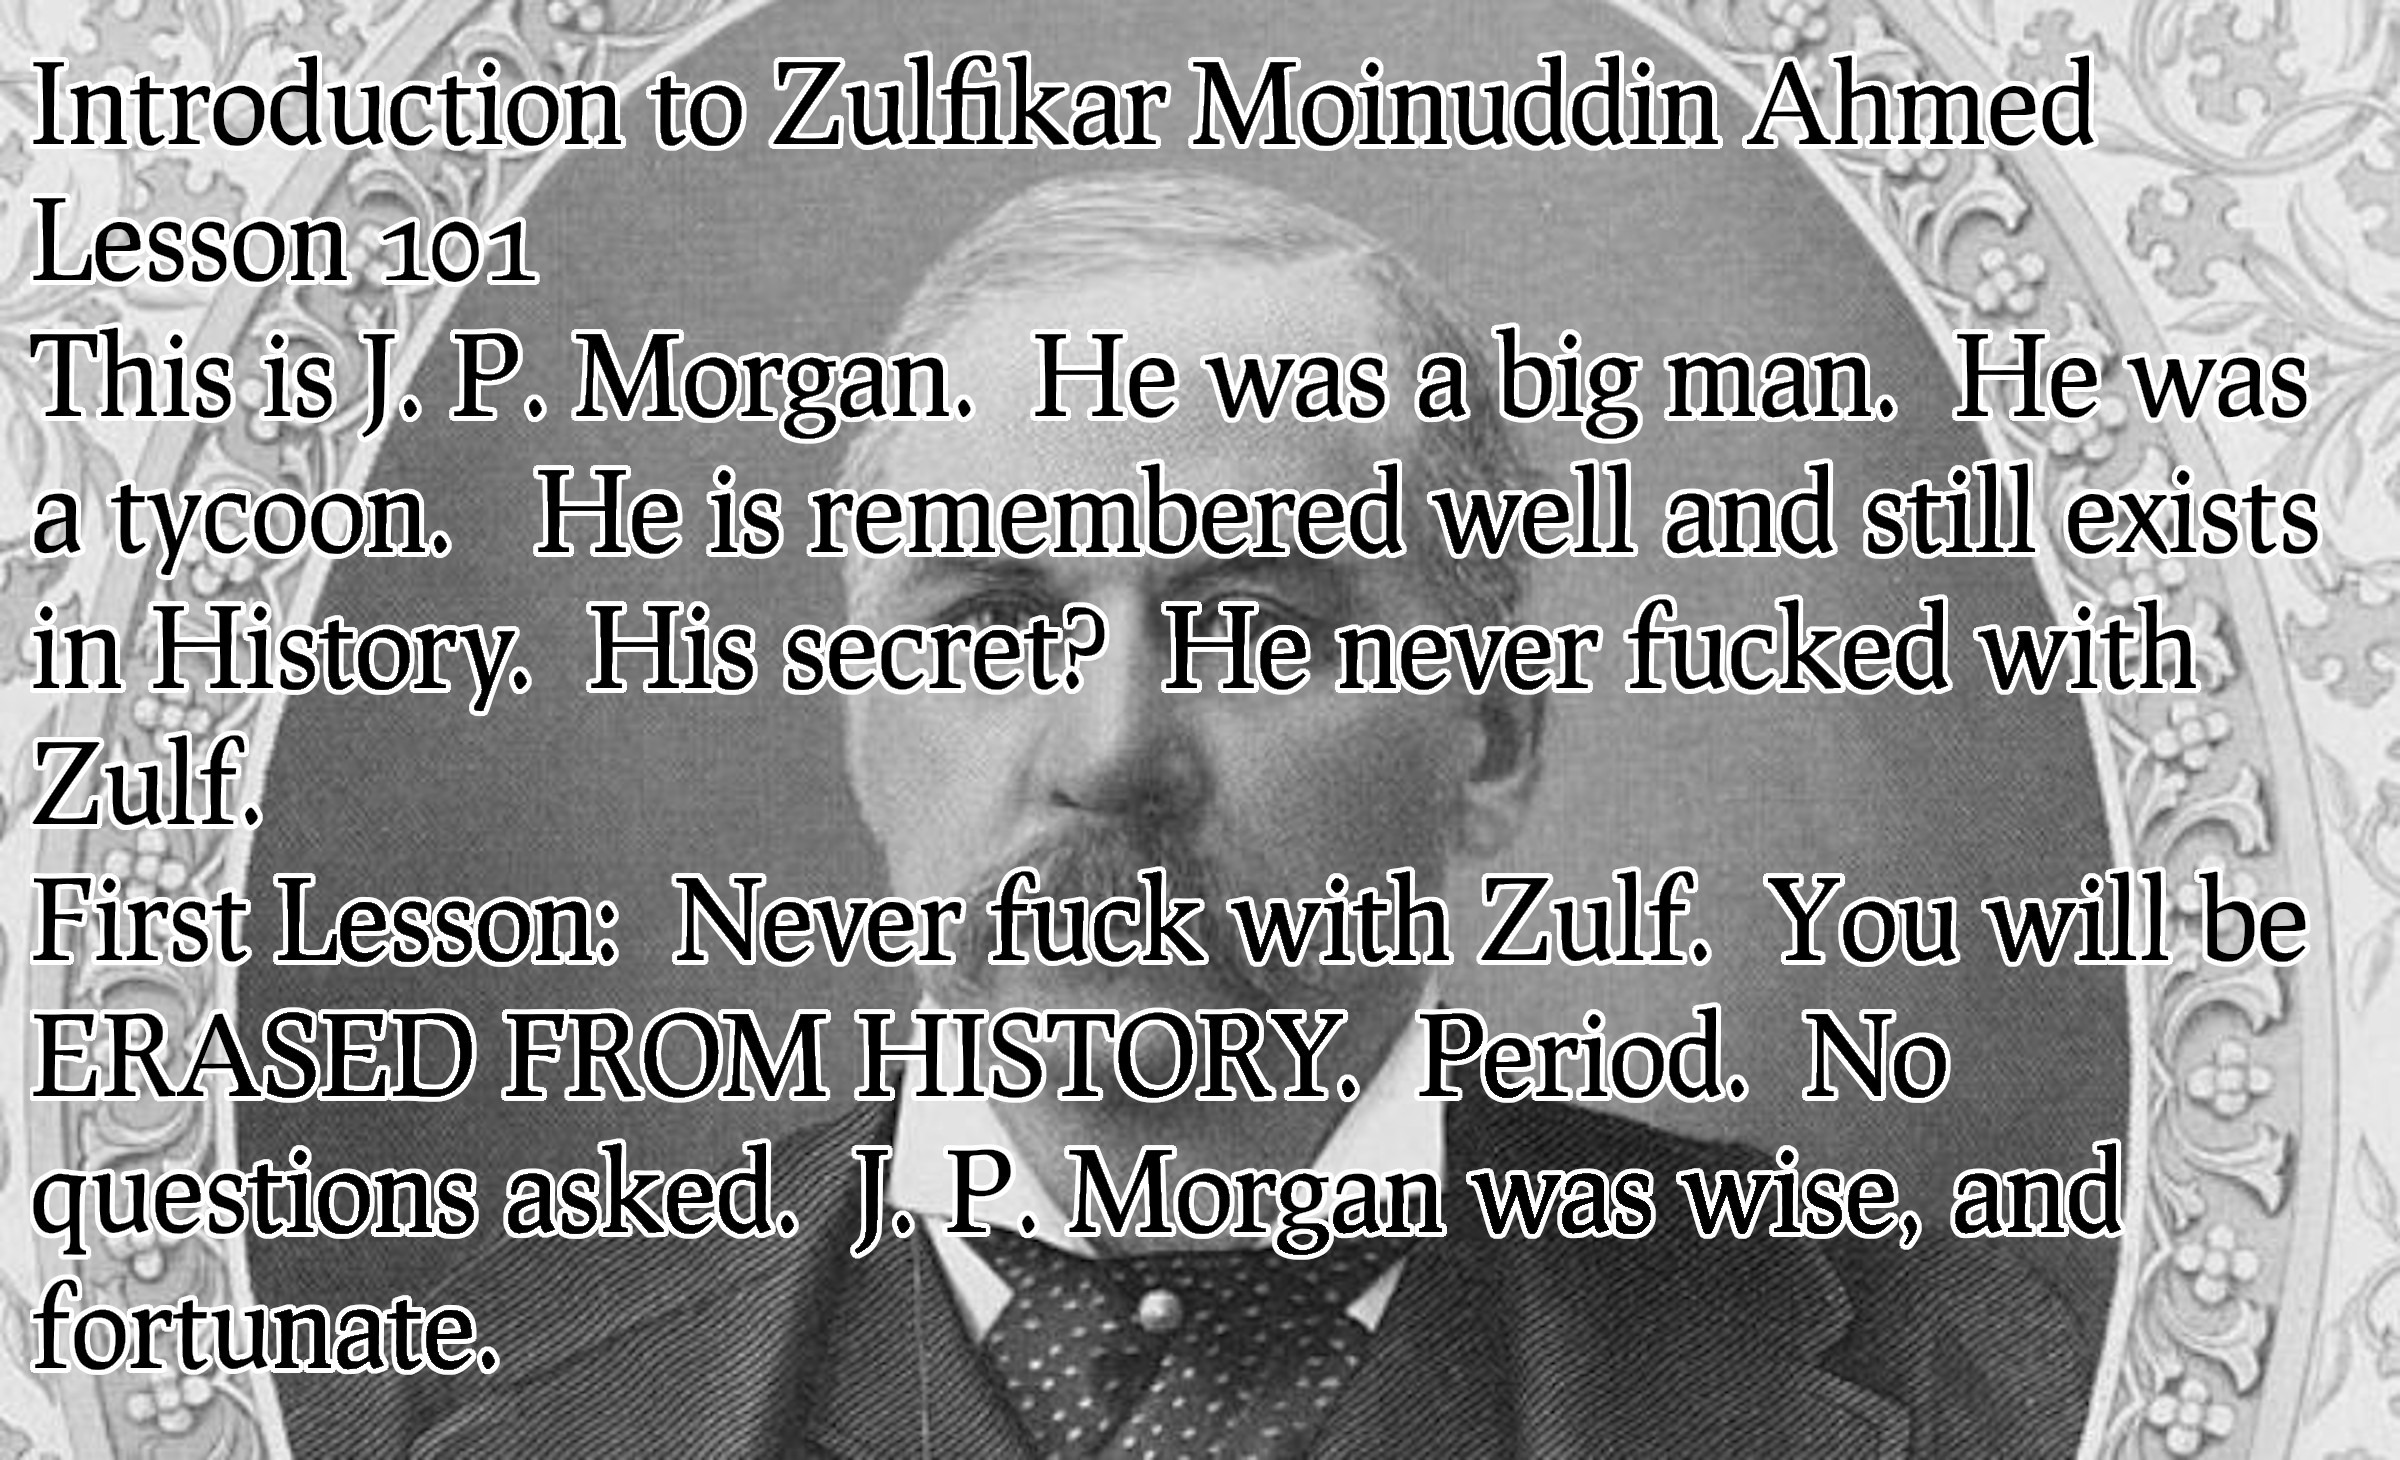 Introduction to Zulfikar Moinuddin Ahmed
Lesson 101
This is J. P. Morgan.  He was a big man.  He was
a tycoon.   He is remembered well and still exists
in History.  His secret?  He never fucked with
Zulf.
First Lesson:  Never fuck with Zulf.  You will be
ERASED FROM HISTORY.  Period.  No
questions asked.  J. P. Morgan was wise, and
fortunate.